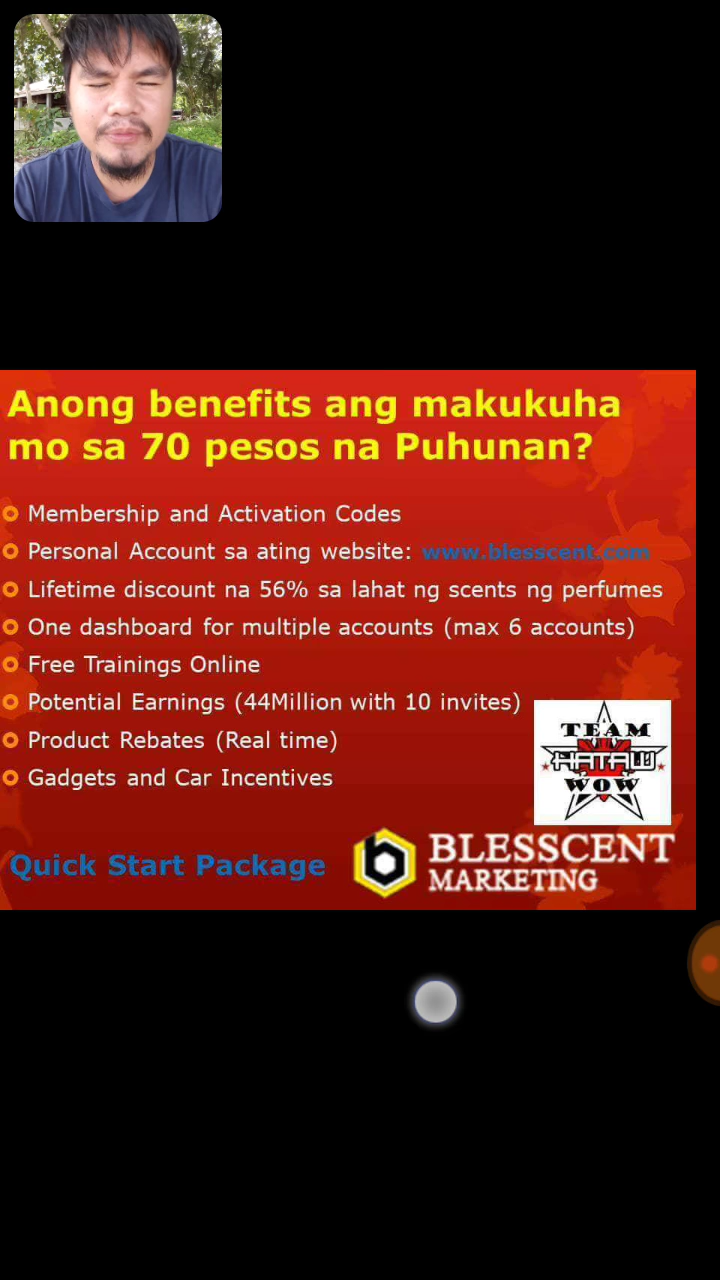 Anong benefits ang makukuha
mo sa 70 pesos na Puhunan?
Membership and Activation Codes
Personal Account sa ating website: www.blesscent.com
Lifetime discount na 56% sa lahat ng scents ng perfumes
One dashboard for multiple accounts (max 6 accounts)
Free Trainings Online
Potential Earnings (44Million with 10 invites)
Product Rebates (Real time)
Gadgets and Car Incentives
TEAM
HATAW
WOW
Quick Start Package
BLESSCENT
MARKETING